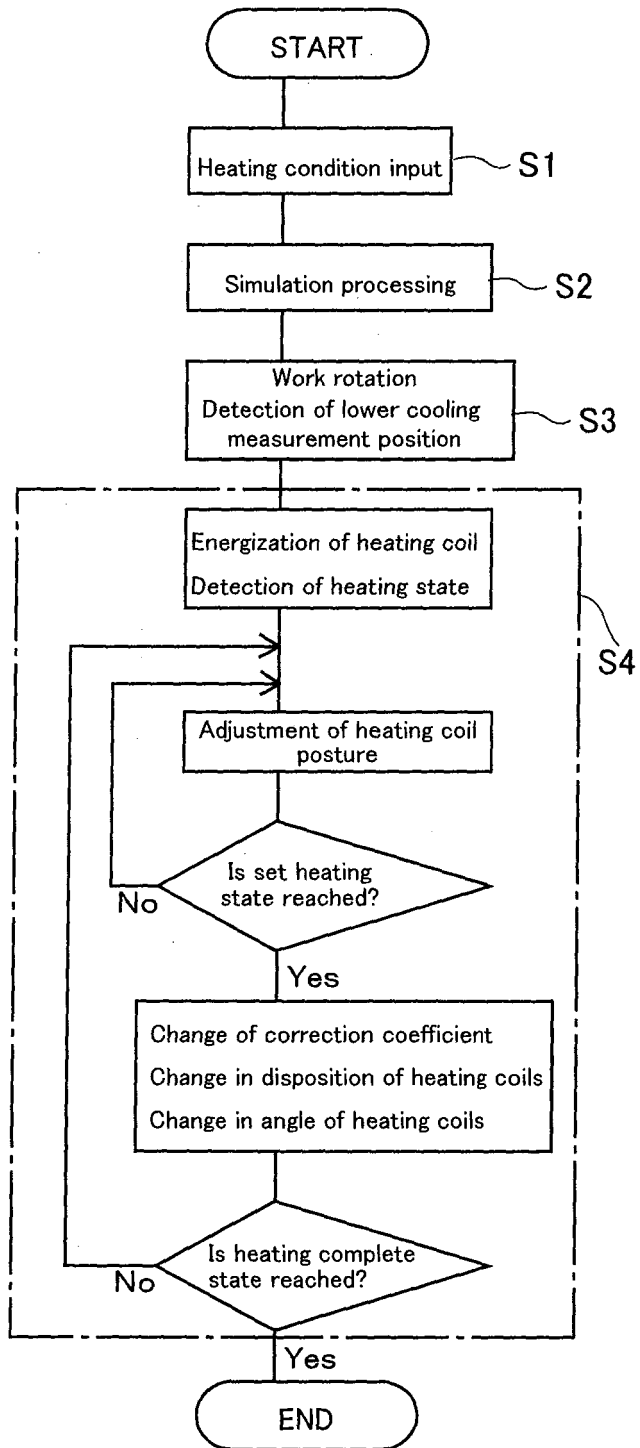 START
Heating condition input
S1
Simulation processing
S2
Work rotation
Detection of lower cooling
measurement position
S3
Energization of heating coil
Detection of heating state
S4
Adjustment of heating coil
posture
Is set heating
state reached?
No
Yes
Change of correction coefficient
Change in disposition of heating coils
Change in angle of heating coils
Is heating complete
state reached?
No
Yes
END